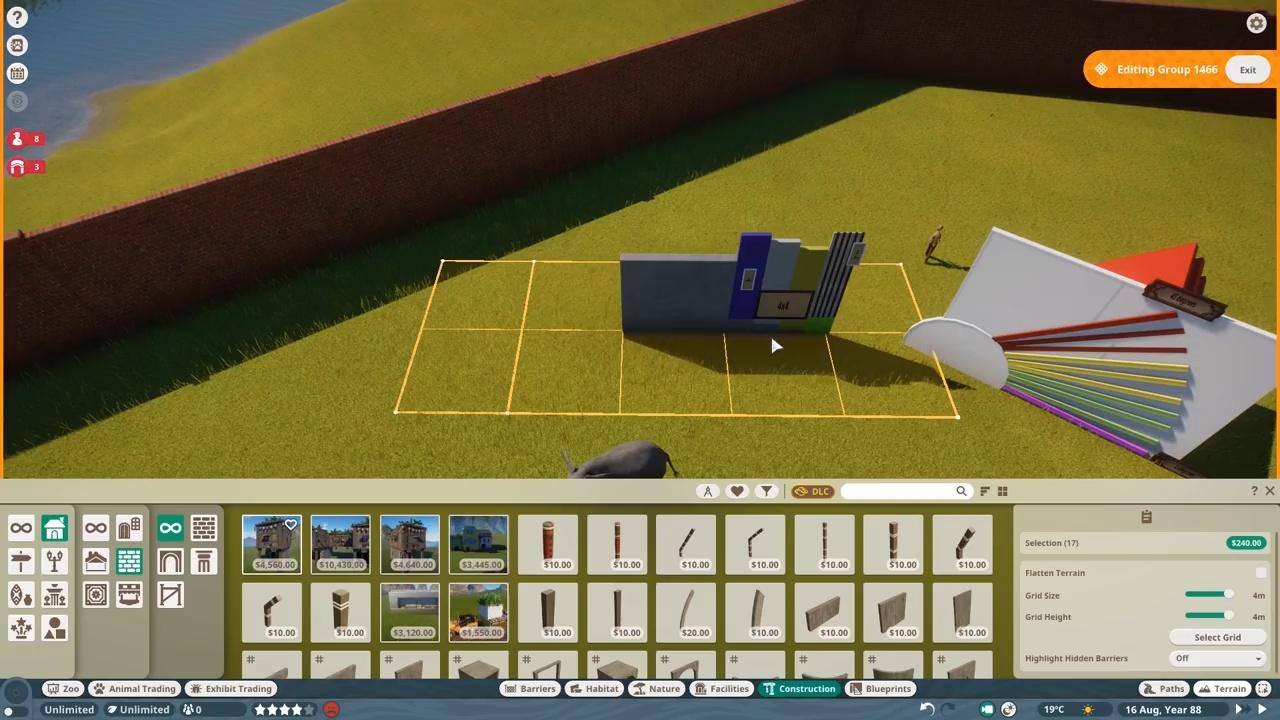 Editing Group 1466
Exit
8
3
4x4
DLC
$4,560.00
$10,430.00
$4,640.00
$3,445.00
$10.00
$10.00
$10.00
$10.00
$10.00
$10.00
$10.00
$10.00
$10.00
$3,120.00
$1,550.00
$10.00
$10.00
$20.00
$10.00
$10.00
$10.00
$10.00
Selection (17)
$240.00
Flatten Terrain
Grid Size
4m
Grid Height
4m
Select Grid
Highlight Hidden Barriers
Off
Zoo
Animal Trading
Exhibit Trading
Barriers
Habitat
Nature
Facilities
Construction
Blueprints
Paths
Terrain
Unlimited
Unlimited
0
19°C
16 Aug, Year 88